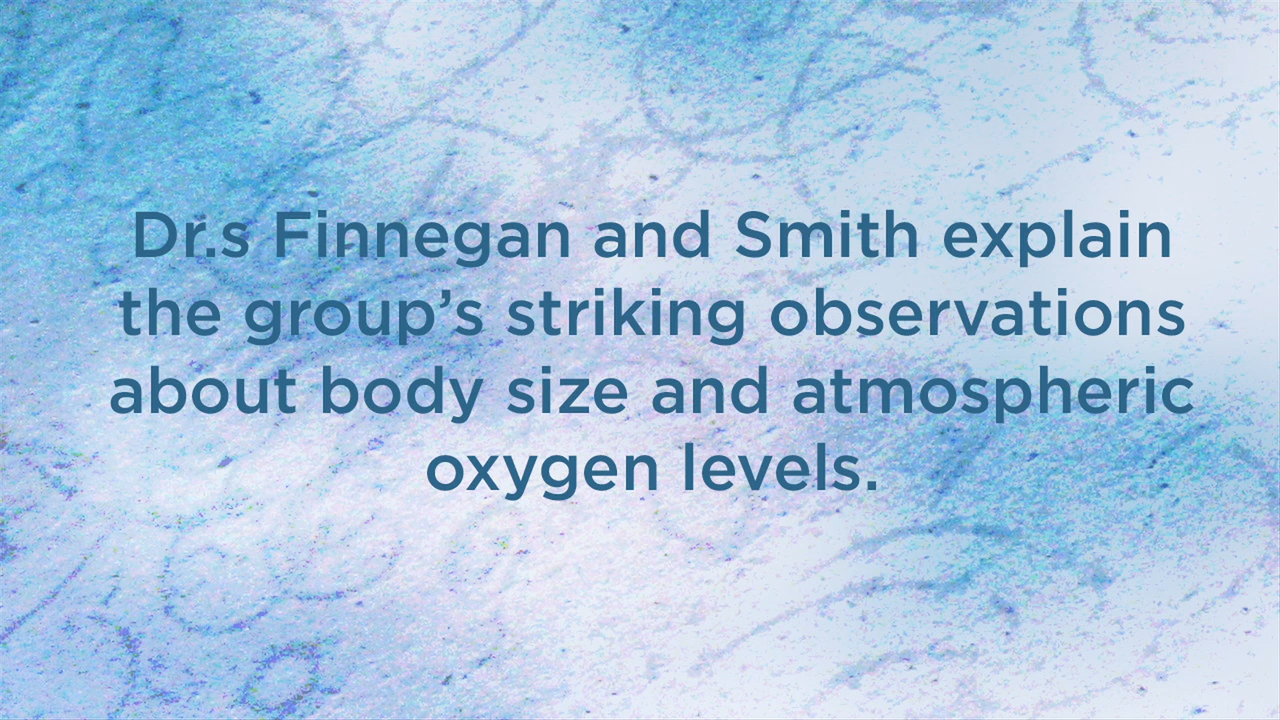 Dr.s Finnegan and Smith explain
the group’s striking observations
about body size and atmospheric
oxygen levels.